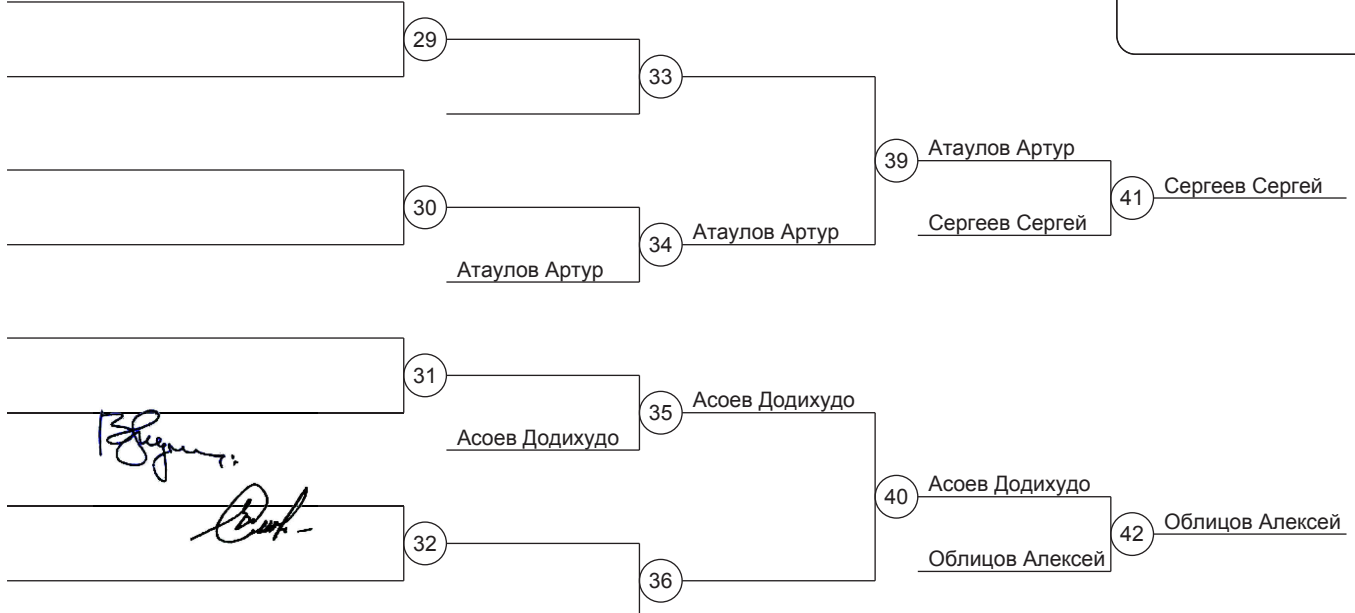 29
33
Атаулов Артур
39
Сергеев Сергей
30
41
Атаулов Артур
Сергеев Сергей
34
Атаулов Артур
31
Асоев Додихудо
35
Асоев Додихудо
Асоев Додихудо
40
Облицов Алексей
32
42
Облицов Алексей
36